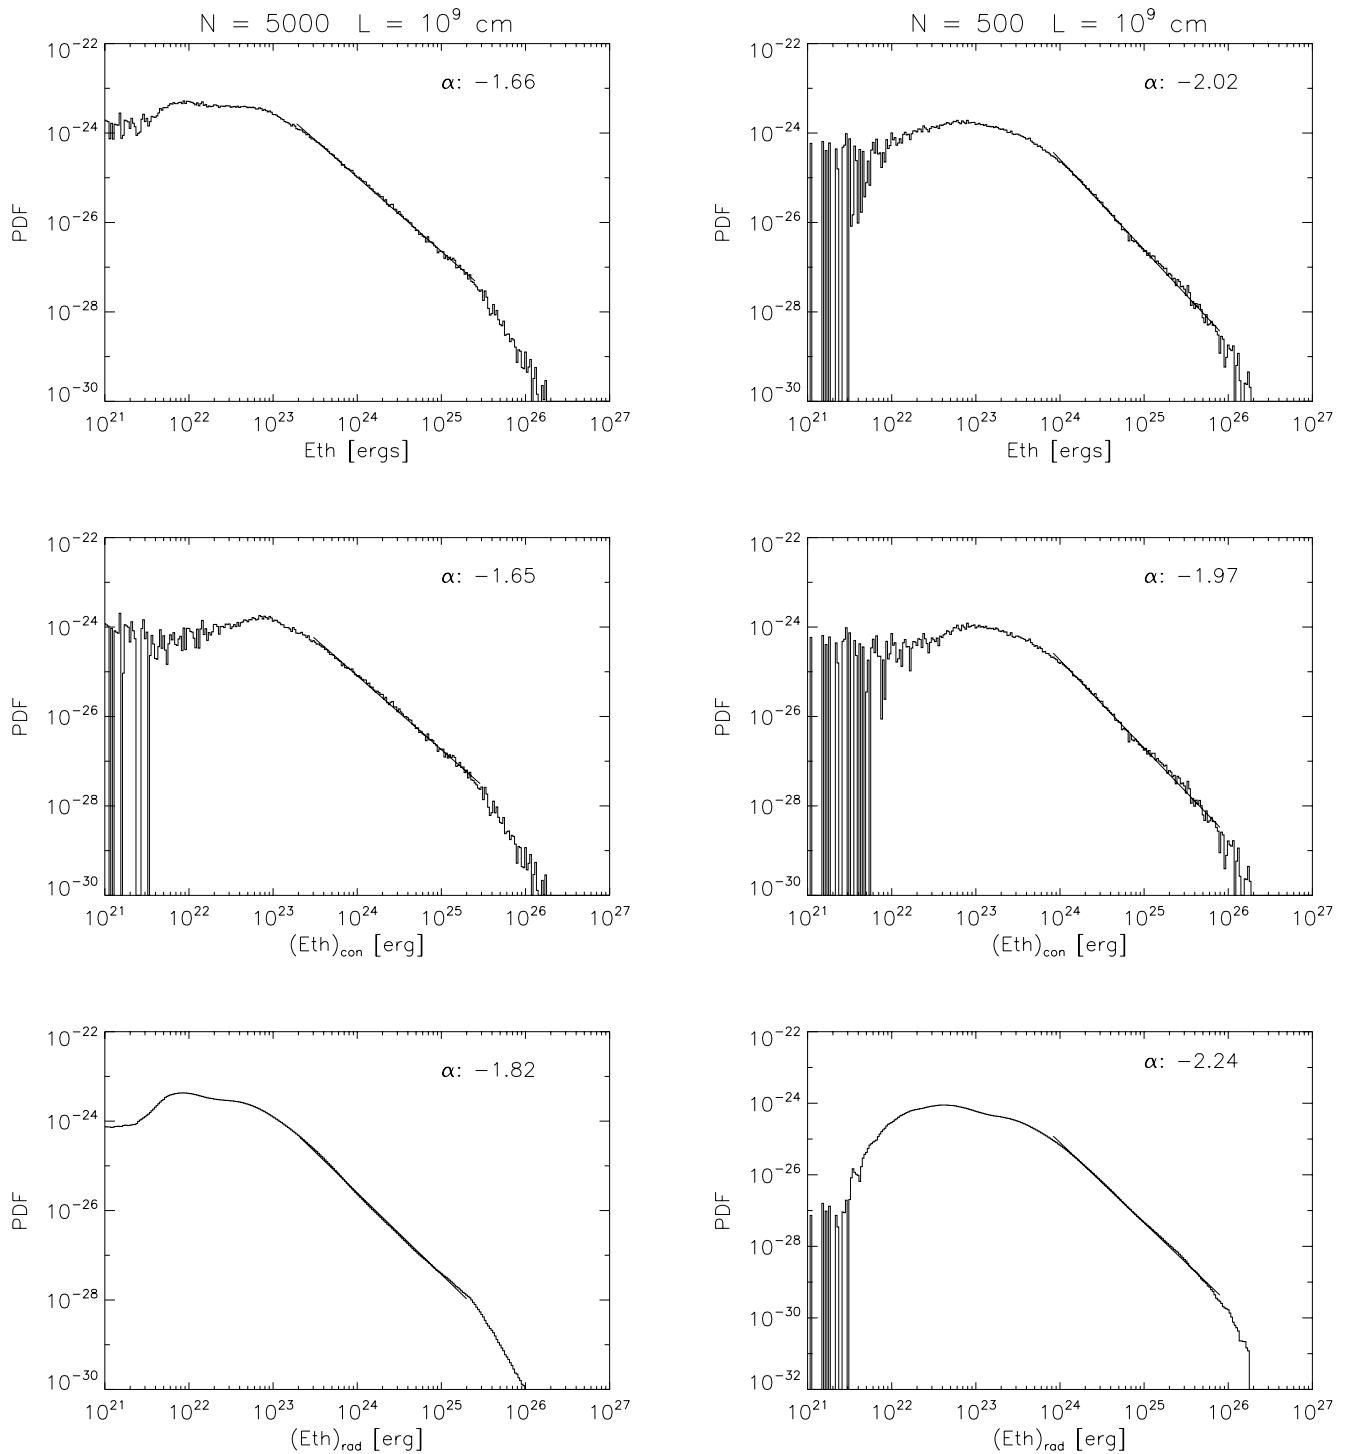 N = 5000 L = 10^9 cm
10^-22
10^-24
10^-26
10^-28
10^-30
PDF
α: −1.66
10^21 10^22 10^23 10^24 10^25 10^26 10^27
Eth [ergs]
N = 500 L = 10^9 cm
10^-22
10^-24
10^-26
10^-28
10^-30
PDF
α: −2.02
10^21 10^22 10^23 10^24 10^25 10^26 10^27
Eth [ergs]
10^-22
10^-24
10^-26
10^-28
10^-30
PDF
α: −1.65
10^21 10^22 10^23 10^24 10^25 10^26 10^27
(Eth)con [erg]
10^-22
10^-24
10^-26
10^-28
10^-30
PDF
α: −1.97
10^21 10^22 10^23 10^24 10^25 10^26 10^27
(Eth)con [erg]
10^-22
10^-24
10^-26
10^-28
10^-30
PDF
α: −1.82
10^21 10^22 10^23 10^24 10^25 10^26 10^27
(Eth)rad [erg]
10^-22
10^-24
10^-26
10^-28
10^-30
10^-32
PDF
α: −2.24
10^21 10^22 10^23 10^24 10^25 10^26 10^27
(Eth)rad [erg]